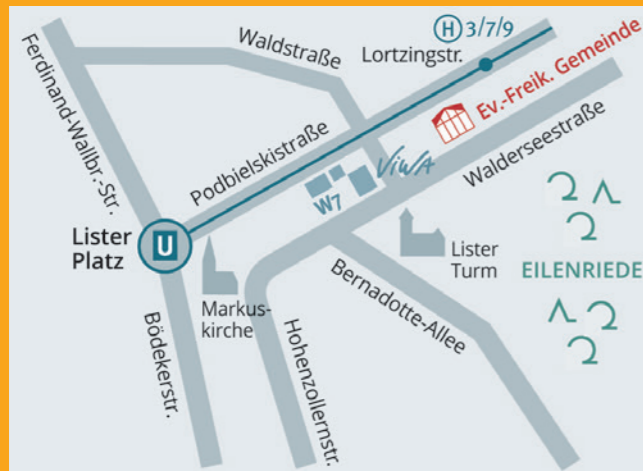 Ferdinand-Wallbr.-Str.
Waldstraße
H 3/7/9
Lortzingstr.
Ev.-Freik. Gemeinde
Podbielskistraße
ViWA
W7
Walderseestraße
Lister
Platz
U
Markus-
kirche
Lister
Turm
EILENRIEDE
Bernadotte-Allee
Bödekerstr.
Hohenzollernstr.